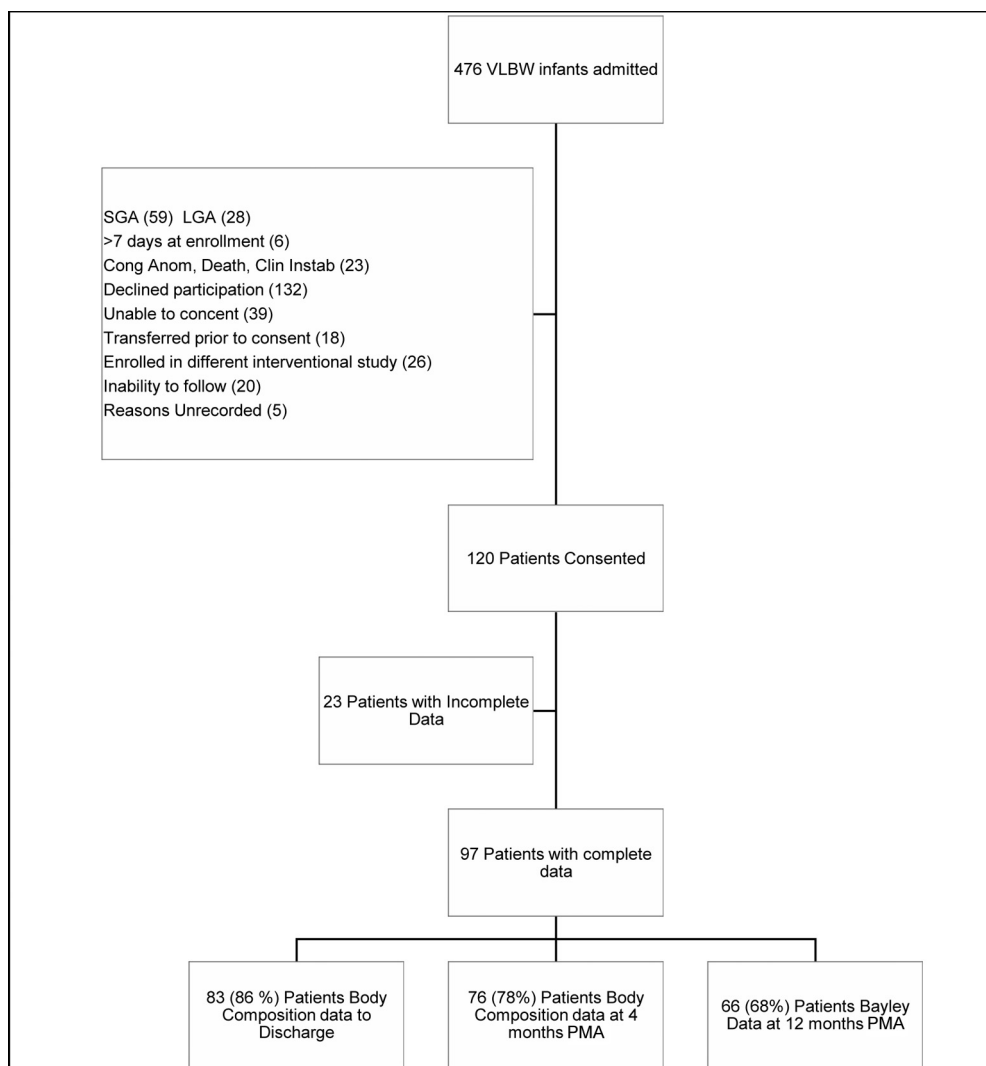 476 VLBW infants admitted
SGA (59)  LGA (28)
>7 days at enrollment (6)
Cong Anom, Death, Clin Instab (23)
Declined participation (132)
Unable to concent (39)
Transferred prior to consent (18)
Enrolled in different interventional study (26)
Inability to follow (20)
Reasons Unrecorded (5)
120 Patients Consented
23 Patients with Incomplete
Data
97 Patients with complete
data
83 (86 %) Patients Body
Composition data to
Discharge
76 (78%) Patients Body
Composition data at 4
months PMA
66 (68%) Patients Bayley
Data at 12 months PMA